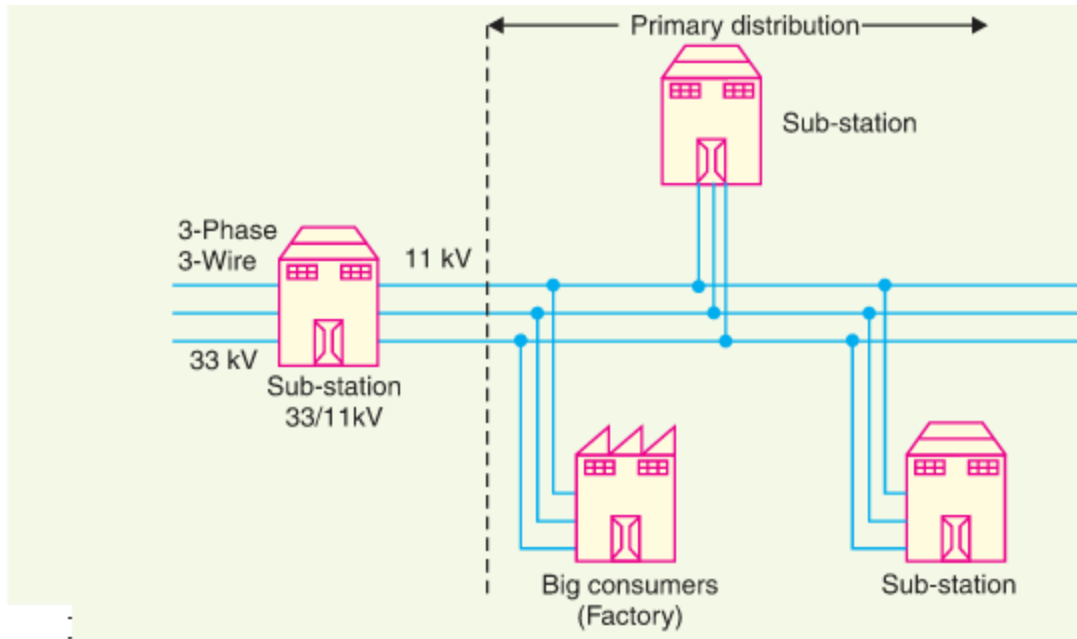 Primary distribution
Sub-station
3-Phase
3-Wire
11 kV
33 kV
Sub-station
33/11kV
Big consumers
(Factory)
Sub-station